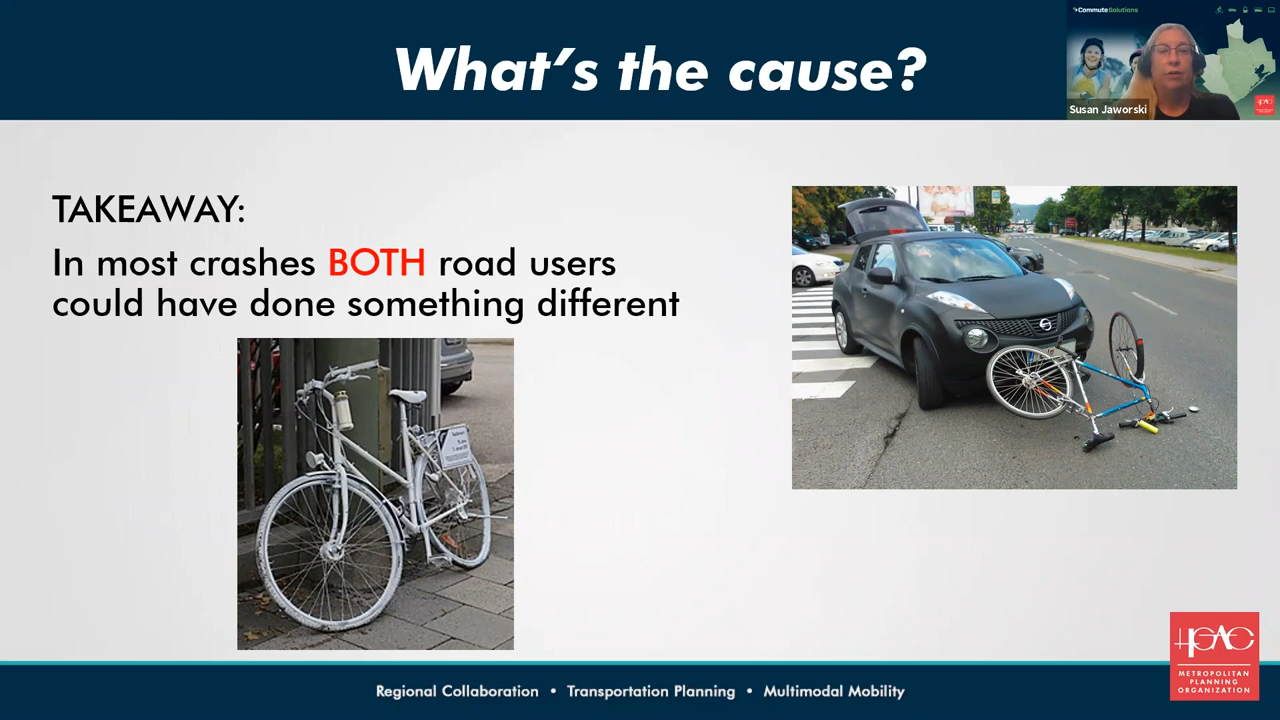 What's the cause?
CommuteSolutions
Susan Jaworski
TAKEAWAY:
In most crashes BOTH road users
could have done something different
HGAC
METROPOLITAN
PLANNING
ORGANIZATION
Regional Collaboration • Transportation Planning • Multimodal Mobility